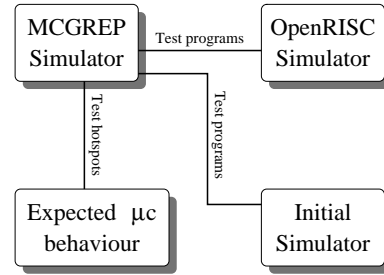 MCGREP
Simulator
Test programs
OpenRISC
Simulator
Test hotspots
Test programs
Expected μc
behaviour
Initial
Simulator